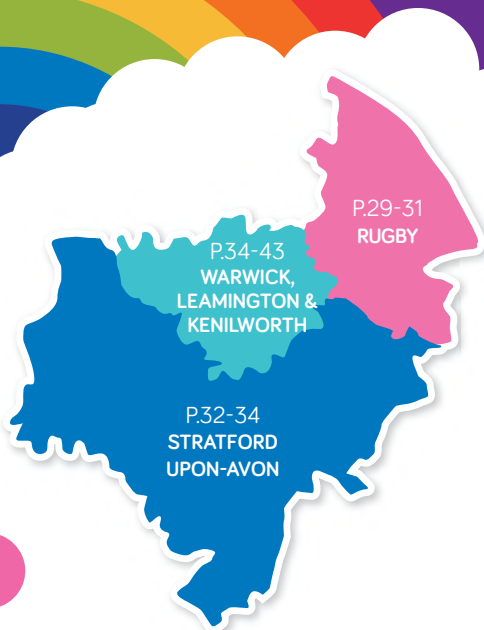 P.29-31
RUGBY
P.34-43
WARWICK,
LEAMINGTON &
KENILWORTH
P.32-34
STRATFORD
UPON-AVON